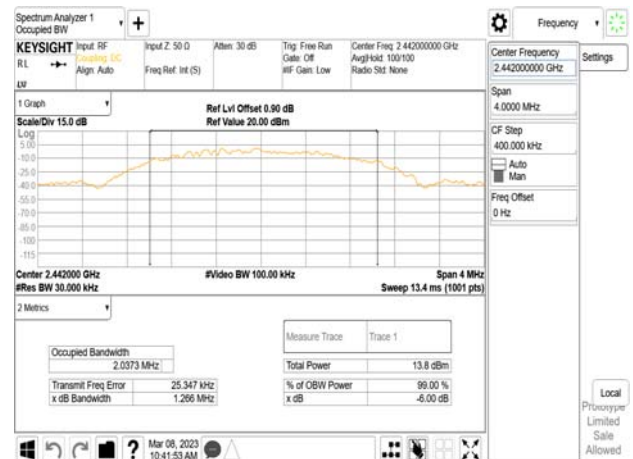 Spectrum Analyzer 1
Occupied BW
Frequency
KEYSIGHT
RL
Input: RF
Coupling: DC
Align: Auto
Input Z: 50 Ω
Freq Ref: Int (S)
Atten: 30 dB
Trig: Free Run
Gate: Off
#IF Gain: Low
Center Freq: 2.442000000 GHz
Avg|Hold: 100/100
Radio Std: None
1 Graph
Scale/Div 15.0 dB
Ref Lvl Offset 0.90 dB
Ref Value 20.00 dBm
Log
5.00
-10.0
-25.0
-40.0
-55.0
-70.0
-85.0
-100
-115
Center 2.442000 GHz
#Res BW 30.000 kHz
#Video BW 100.00 kHz
Span 4 MHz
Sweep 13.4 ms (1001 pts)
2 Metrics
Measure Trace
Trace 1
Occupied Bandwidth
2.0373 MHz
Total Power
13.8 dBm
Transmit Freq Error
25.347 kHz
% of OBW Power
99.00 %
x dB Bandwidth
1.266 MHz
x dB
-6.00 dB
Mar 08, 2023
10:41:53 AM
Center Frequency
2.442000000 GHz
Settings
Span
4.0000 MHz
CF Step
400.000 kHz
Auto
Man
Freq Offset
0 Hz
Local
Prototype
Limited
Sale
Allowed